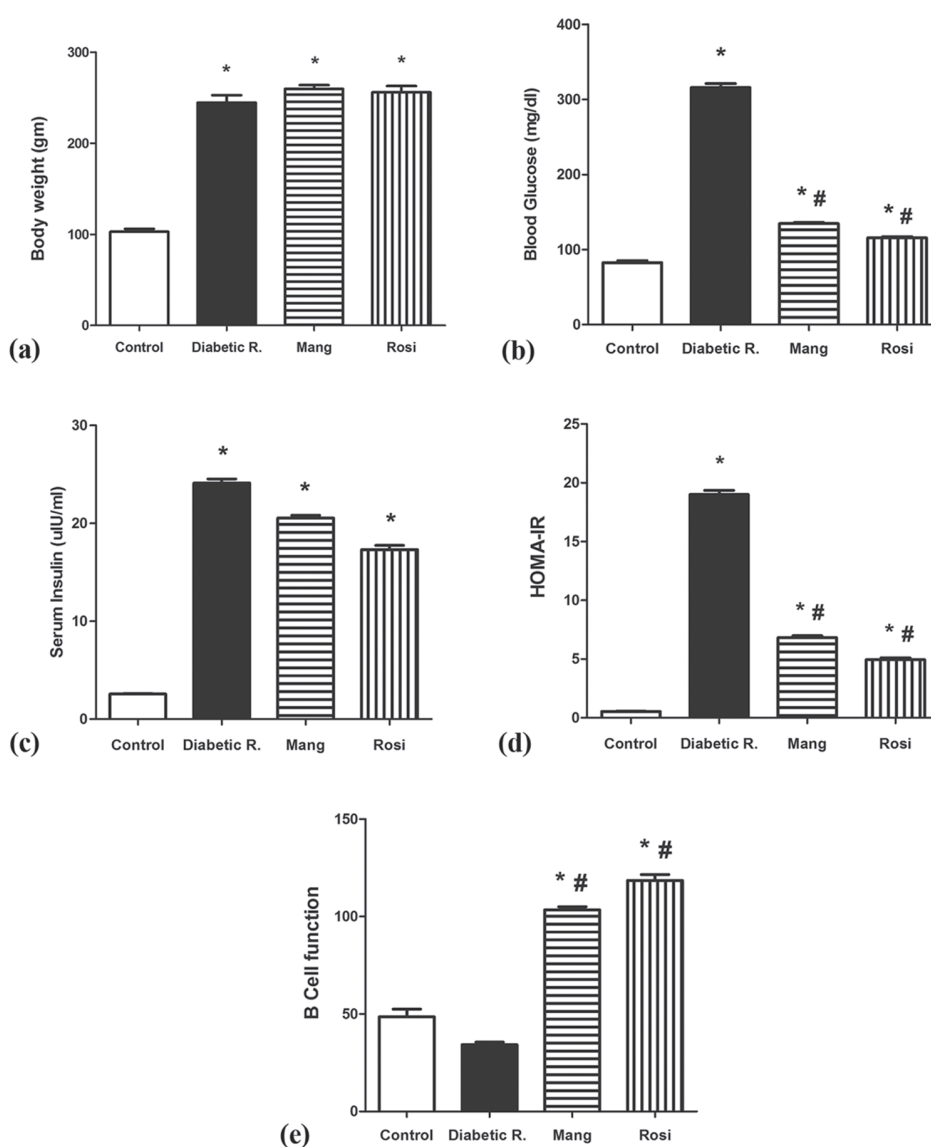 Body weight (gm)
300
200
100
0
* * *
Control Diabetic R. Mang Rosi
(a)
Blood Glucose (mg/dl)
400
300
200
100
0
*
* #
* #
Control Diabetic R. Mang Rosi
(b)
Serum Insulin (uIU/ml)
30
20
10
0
*
*
*
Control Diabetic R. Mang Rosi
(c)
HOMA-IR
25
20
15
10
5
0
*
* #
* #
Control Diabetic R. Mang Rosi
(d)
B Cell function
150
100
50
0
* #
* #
Control Diabetic R. Mang Rosi
(e)